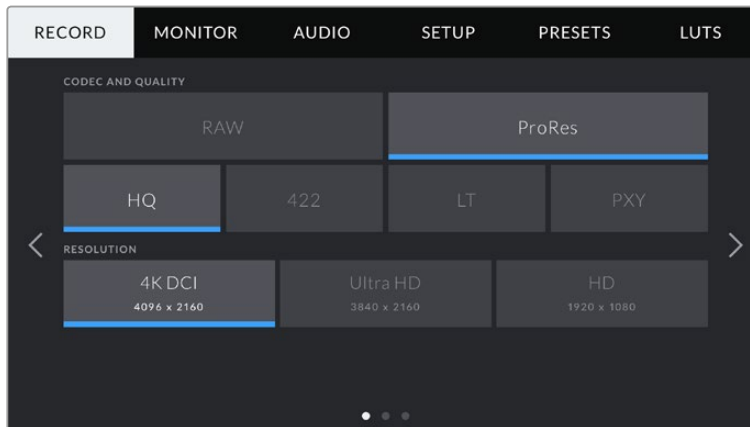 RECORD MONITOR AUDIO SETUP PRESETS LUTS
CODEC AND QUALITY
RAW ProRes
HQ 422 LT PXY
RESOLUTION
4K DCI Ultra HD HD
4096 x 2160 3840 x 2160 1920 x 1080